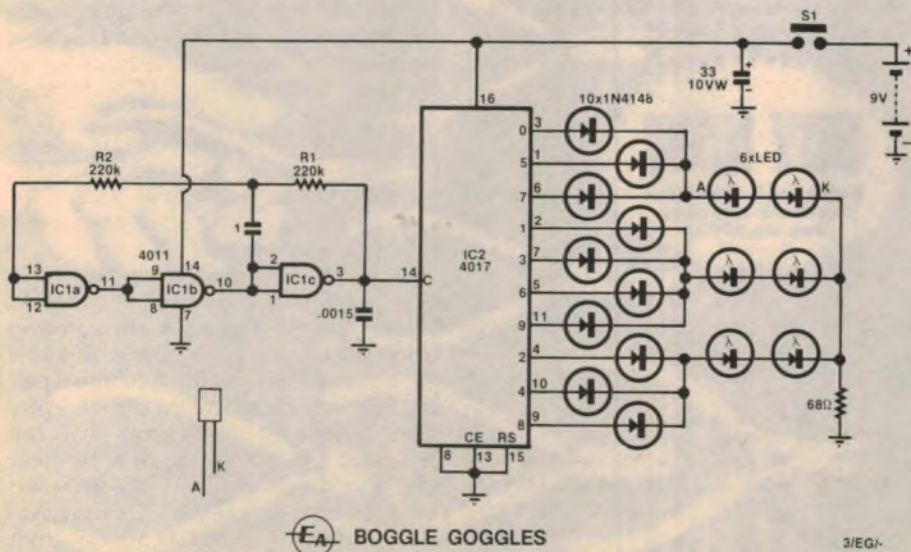 S1
+
33
10VW
+
−
9V
−
16
10x1N4148
0 3
5 1
7 6
1 2
3 7
6 5
9 11
2 4
4 10
8 9
6xLED
A
K
λ λ
λ λ
λ λ
R2
220k
R1
220k
1
4011
13
12
IC1a
11
9
8
14
IC1b
7
10
2
1
IC1c
3
.0015
14
C
IC2
4017
CE RS
8 13 15
68Ω
A
K
EA BOGGLE GOGGLES
3/EG/-